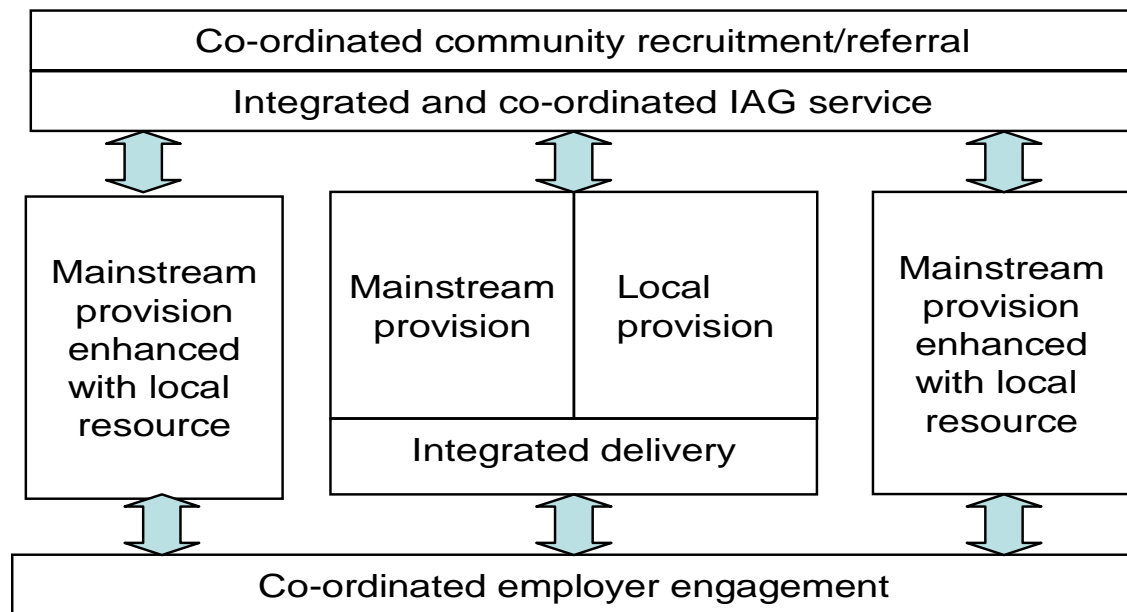 Co-ordinated community recruitment/referral
Integrated and co-ordinated IAG service
Mainstream
provision
enhanced
with local
resource
Mainstream
provision
Local
provision
Integrated delivery
Mainstream
provision
enhanced
with local
resource
Co-ordinated employer engagement